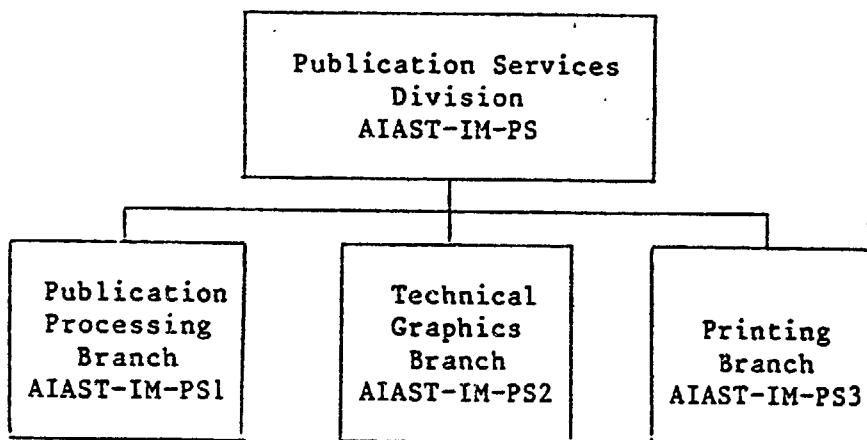 Publication Services
Division
AIAST-IM-PS
Publication
Processing
Branch
AIAST-IM-PS1
Technical
Graphics
Branch
AIAST-IM-PS2
Printing
Branch
AIAST-IM-PS3